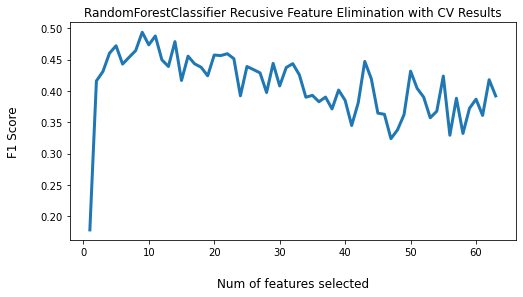 RandomForestClassifier Recusive Feature Elimination with CV Results
0.50
0.45
0.40
0.35
0.30
0.25
0.20
F1 Score
0 10 20 30 40 50 60
Num of features selected